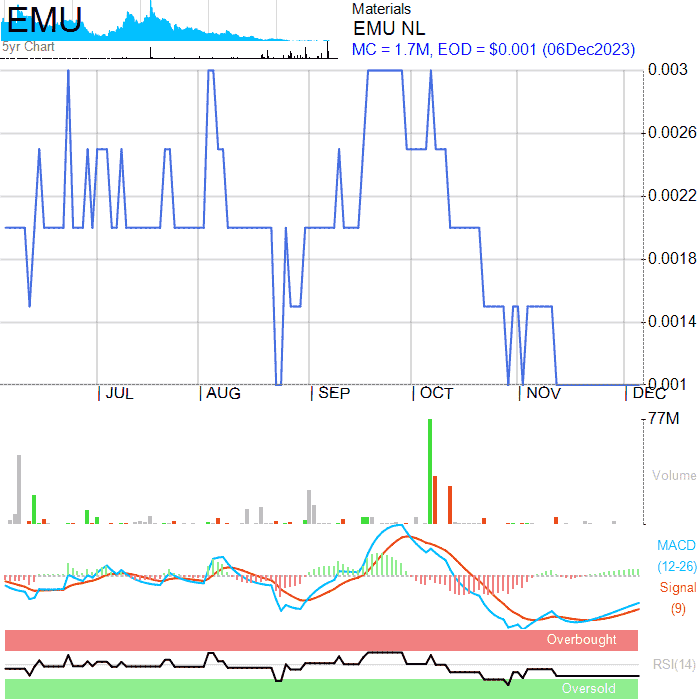 EMU
5yr Chart
Materials
EMU NL
MC = 1.7M, EOD = $0.001 (06Dec2023)
0.003
0.0026
0.0022
0.0018
0.0014
0.001
JUL AUG SEP OCT NOV DEC
77M
Volume
MACD
(12-26)
Signal
(9)
Overbought
RSI(14)
Oversold